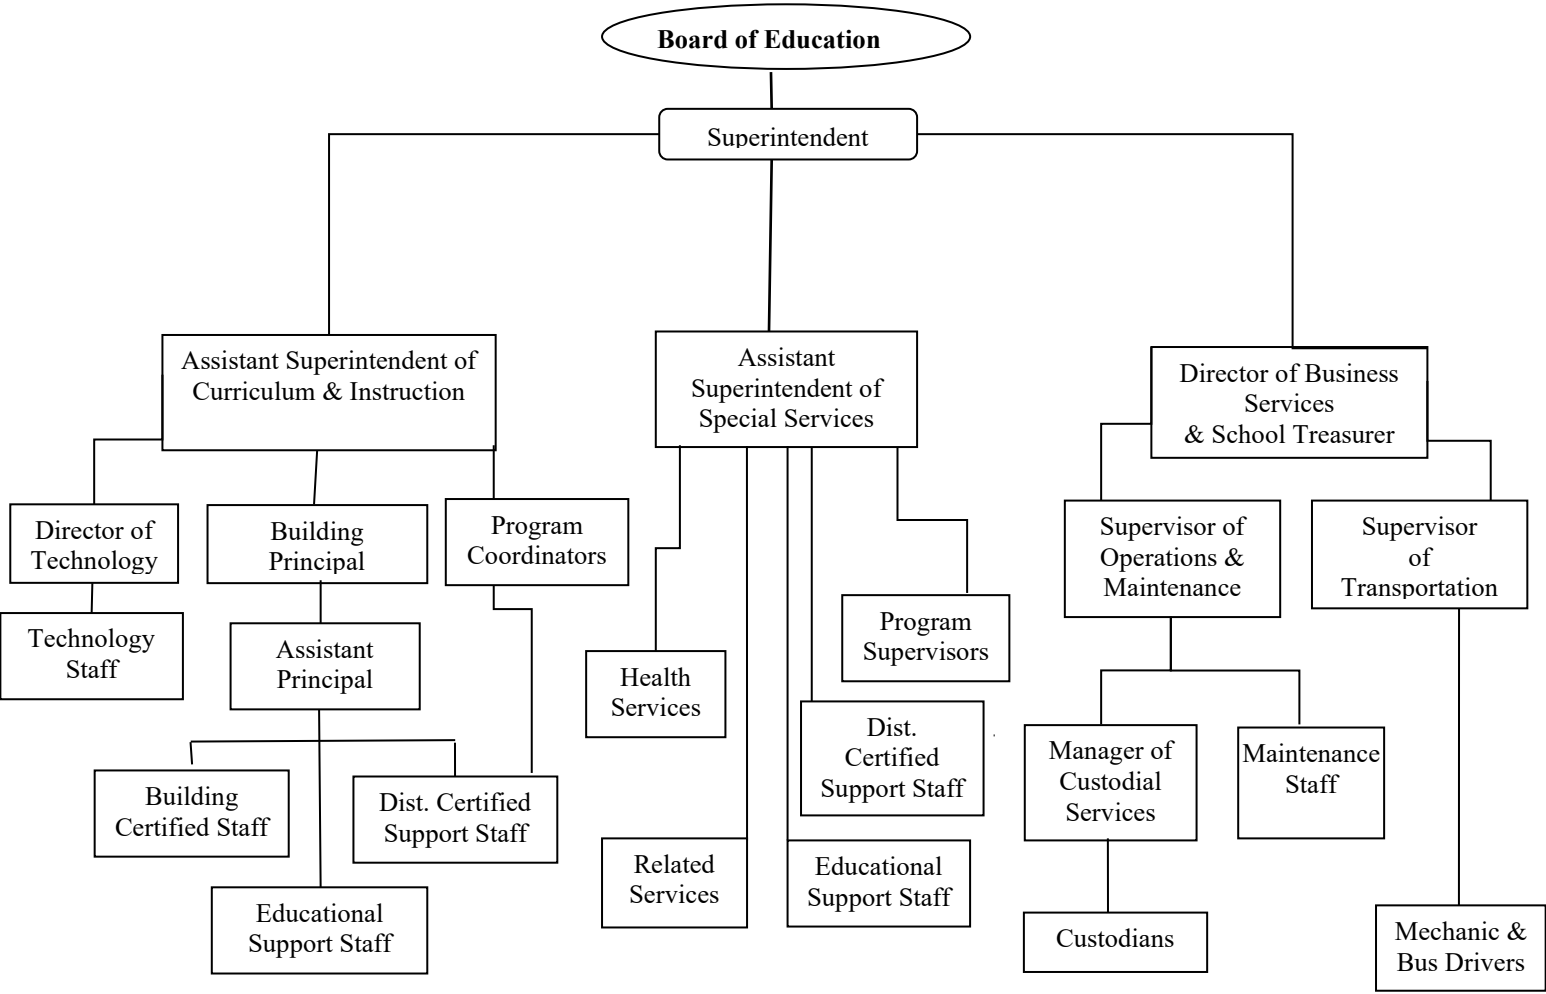 Board of Education
Superintendent
Assistant Superintendent of
Curriculum & Instruction
Assistant
Superintendent of
Special Services
Director of Business
Services
& School Treasurer
Director of
Technology
Building
Principal
Program
Coordinators
Supervisor of
Operations &
Maintenance
Supervisor
of
Transportation
Technology
Staff
Assistant
Principal
Program
Supervisors
Health
Services
Dist.
Certified
Support Staff
Manager of
Custodial
Services
Maintenance
Staff
Building
Certified Staff
Dist. Certified
Support Staff
Related
Services
Educational
Support Staff
Educational
Support Staff
Custodians
Mechanic &
Bus Drivers